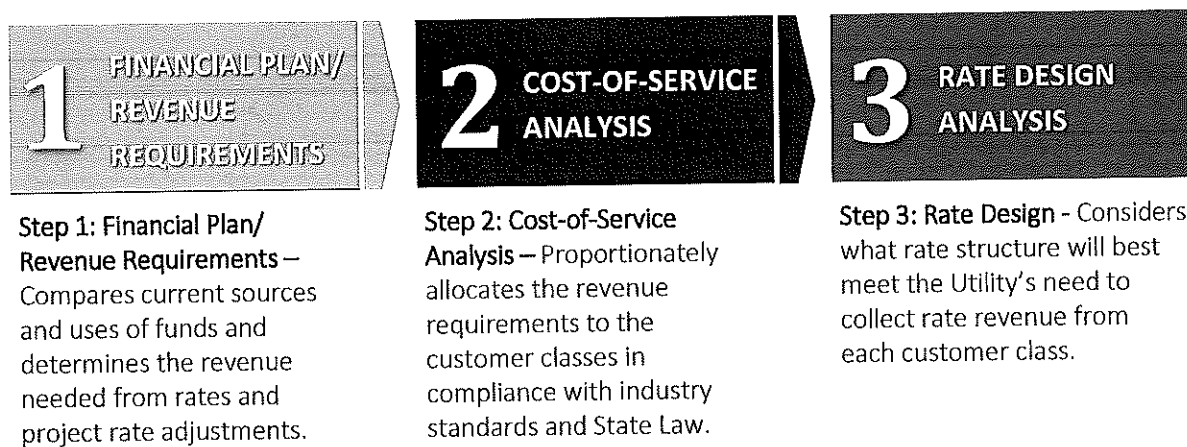 1 FINANCIAL PLAN/
REVENUE
REQUIREMENTS
2 COST-OF-SERVICE
ANALYSIS
3 RATE DESIGN
ANALYSIS
Step 1: Financial Plan/
Revenue Requirements –
Compares current sources
and uses of funds and
determines the revenue
needed from rates and
project rate adjustments.
Step 2: Cost-of-Service
Analysis – Proportionately
allocates the revenue
requirements to the
customer classes in
compliance with industry
standards and State Law.
Step 3: Rate Design - Considers
what rate structure will best
meet the Utility's need to
collect rate revenue from
each customer class.